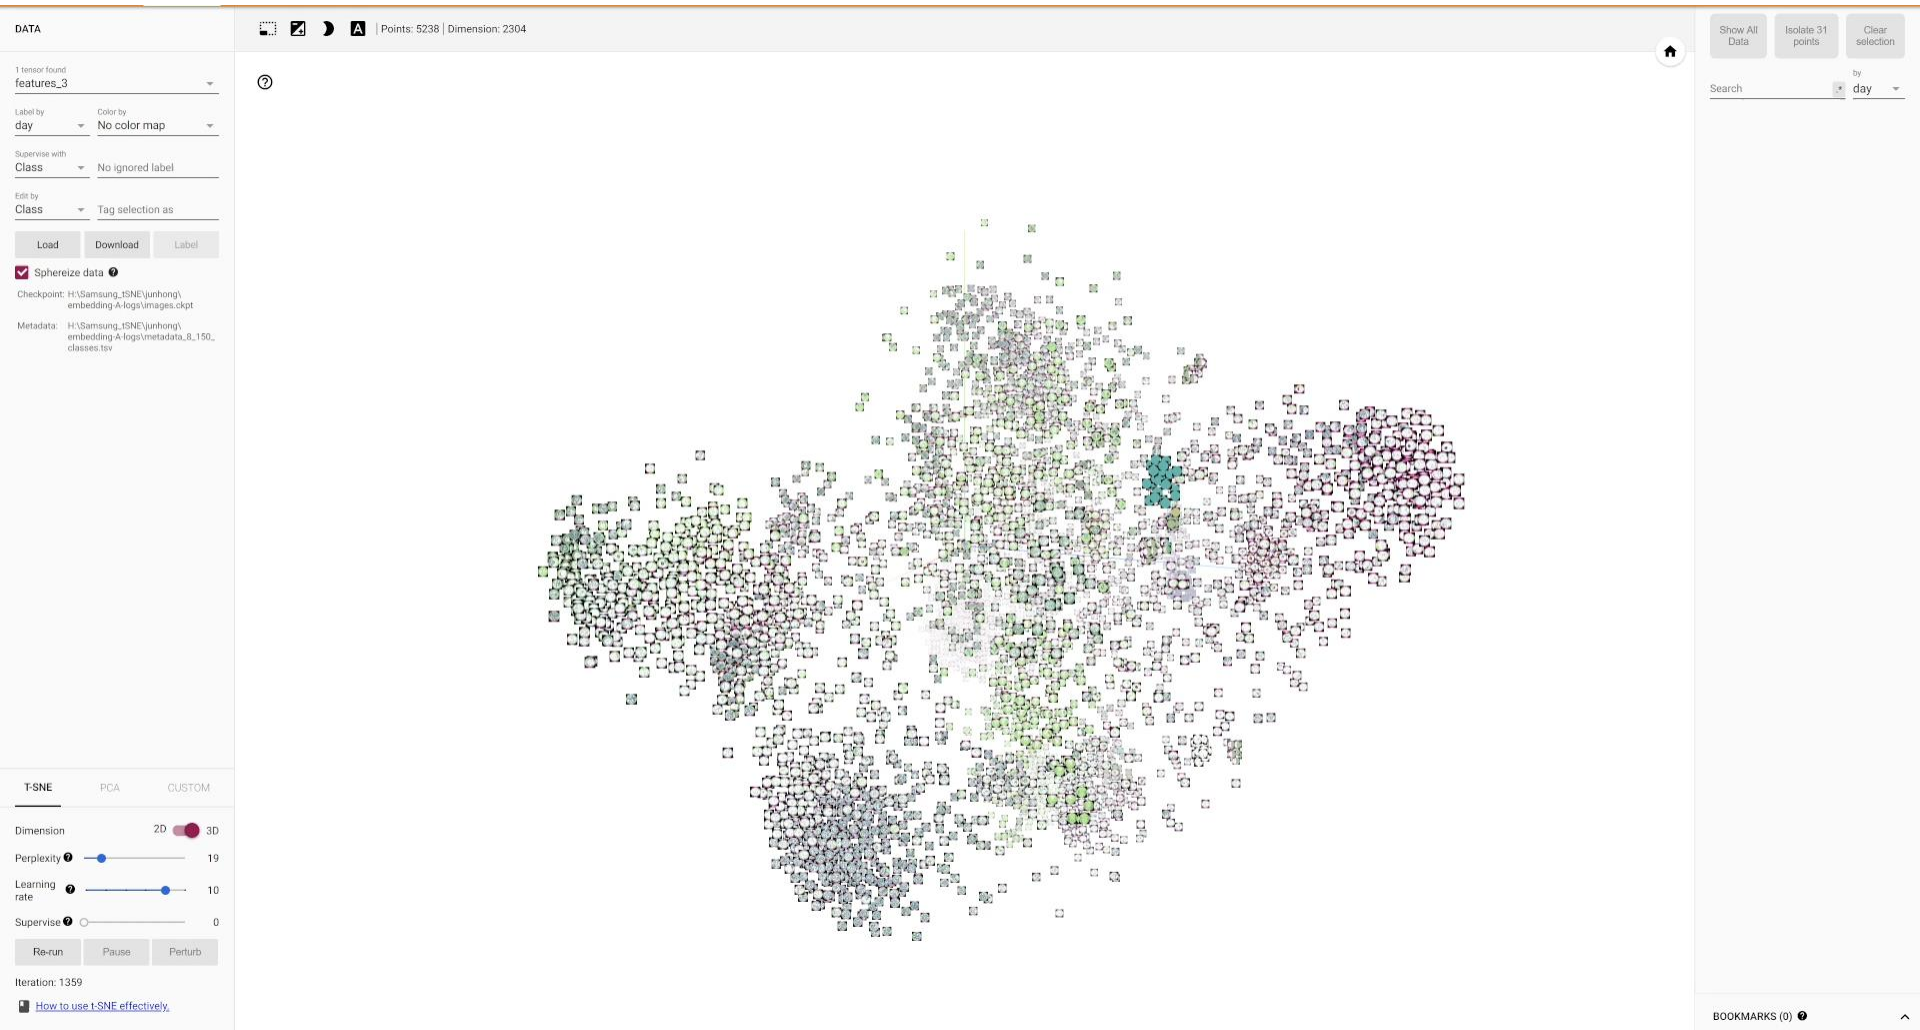 DATA
Points: 5238 | Dimension: 2304
Show All Data
Isolate 31 points
Clear selection
1 tensor found
features_3
Label by
day
Color by
No color map
Supervise with
Class
No ignored label
Edit by
Class
Tag selection as
Load
Download
Label
Sphereize data
Checkpoint: H:\Samsung_tSNE\junhong\
embedding-A-logs\images.ckpt
Metadata: H:\Samsung_tSNE\junhong\
embedding-A-logs\metadata_8_150_
classes.tsv
Search
.*
by
day
T-SNE
PCA
CUSTOM
Dimension 2D 3D
Perplexity 19
Learning rate 10
Supervise 0
Re-run
Pause
Perturb
Iteration: 1359
How to use t-SNE effectively.
BOOKMARKS (0)
A